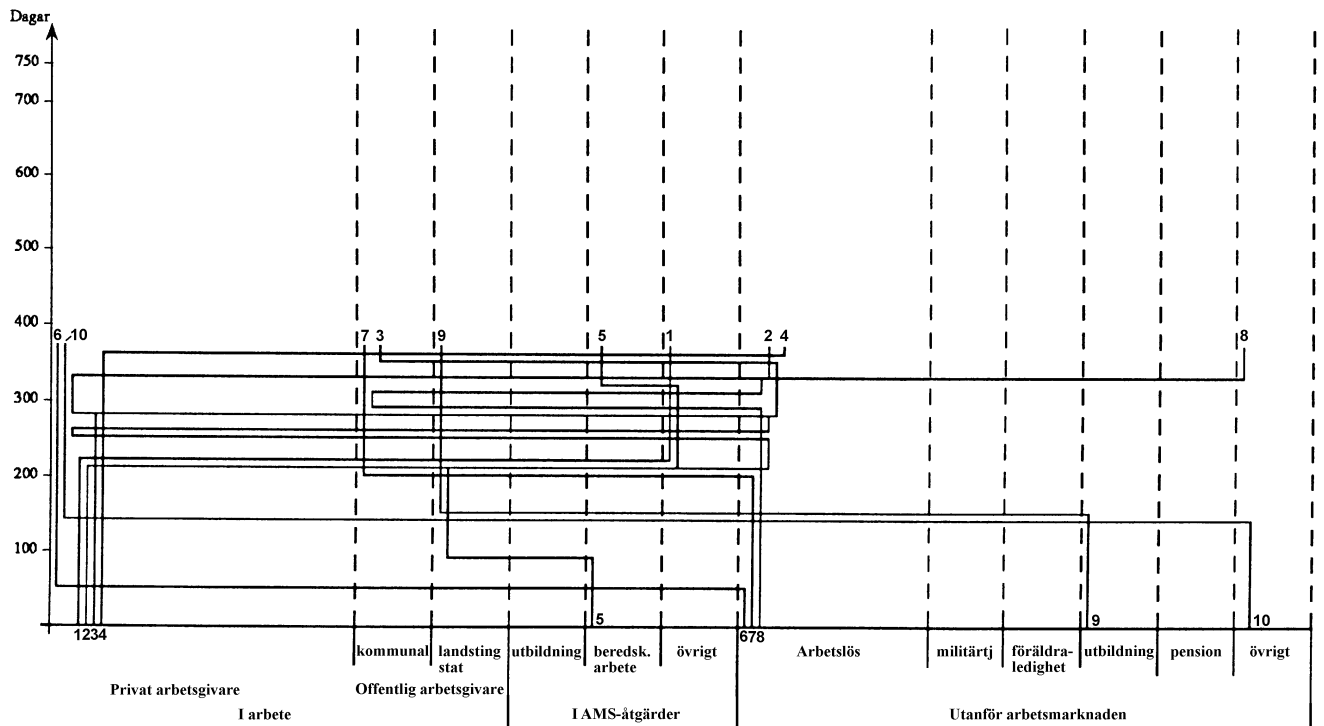 Dagar
750
700
600
500
400
6 10 7 3 9 5 1 2 4 8
300
200
100
1234 5 678 9 10
kommunal landsting stat utbildning beredsk. arbete övrigt Arbetslös militärtj föräldra-ledighet utbildning pension övrigt
Privat arbetsgivare Offentlig arbetsgivare
I arbete I AMS-åtgärder Utanför arbetsmarknaden